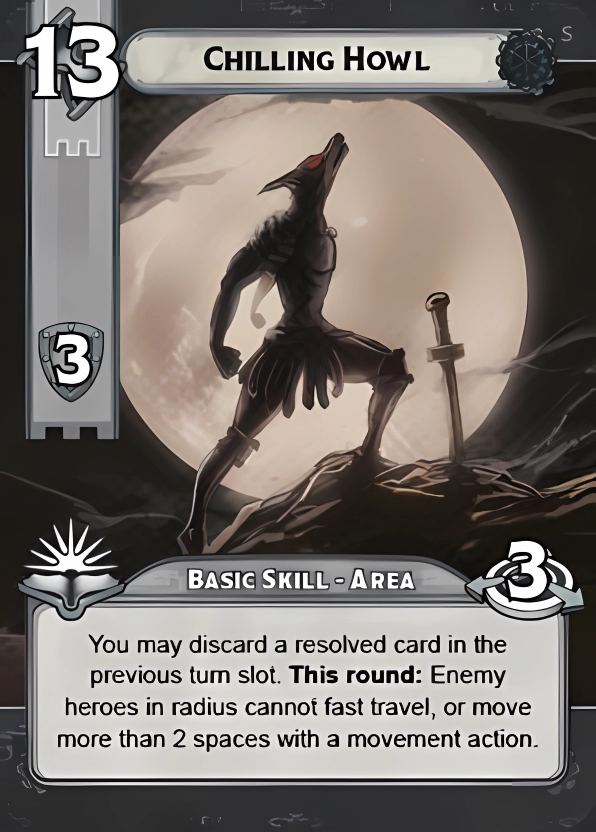 13
CHILLING HOWL
S
3
BASIC SKILL - AREA
3
You may discard a resolved card in the
previous turn slot. This round: Enemy
heroes in radius cannot fast travel, or move
more than 2 spaces with a movement action.